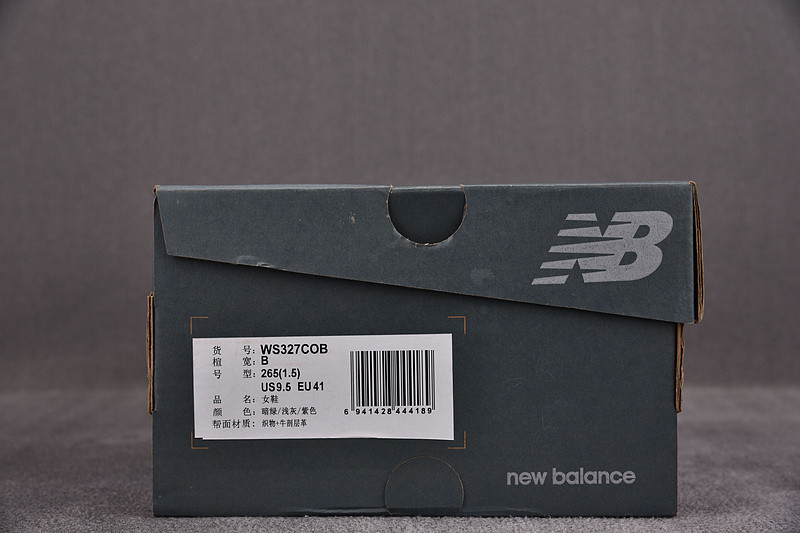 NB
货 号: WS327COB
楦 宽: B
号 型: 265(1.5)
US9.5 EU41
品 名: 女鞋
颜 色: 暗绿/浅灰/紫色
帮面材质: 织物+牛剖层革
6 941428 444189
new balance